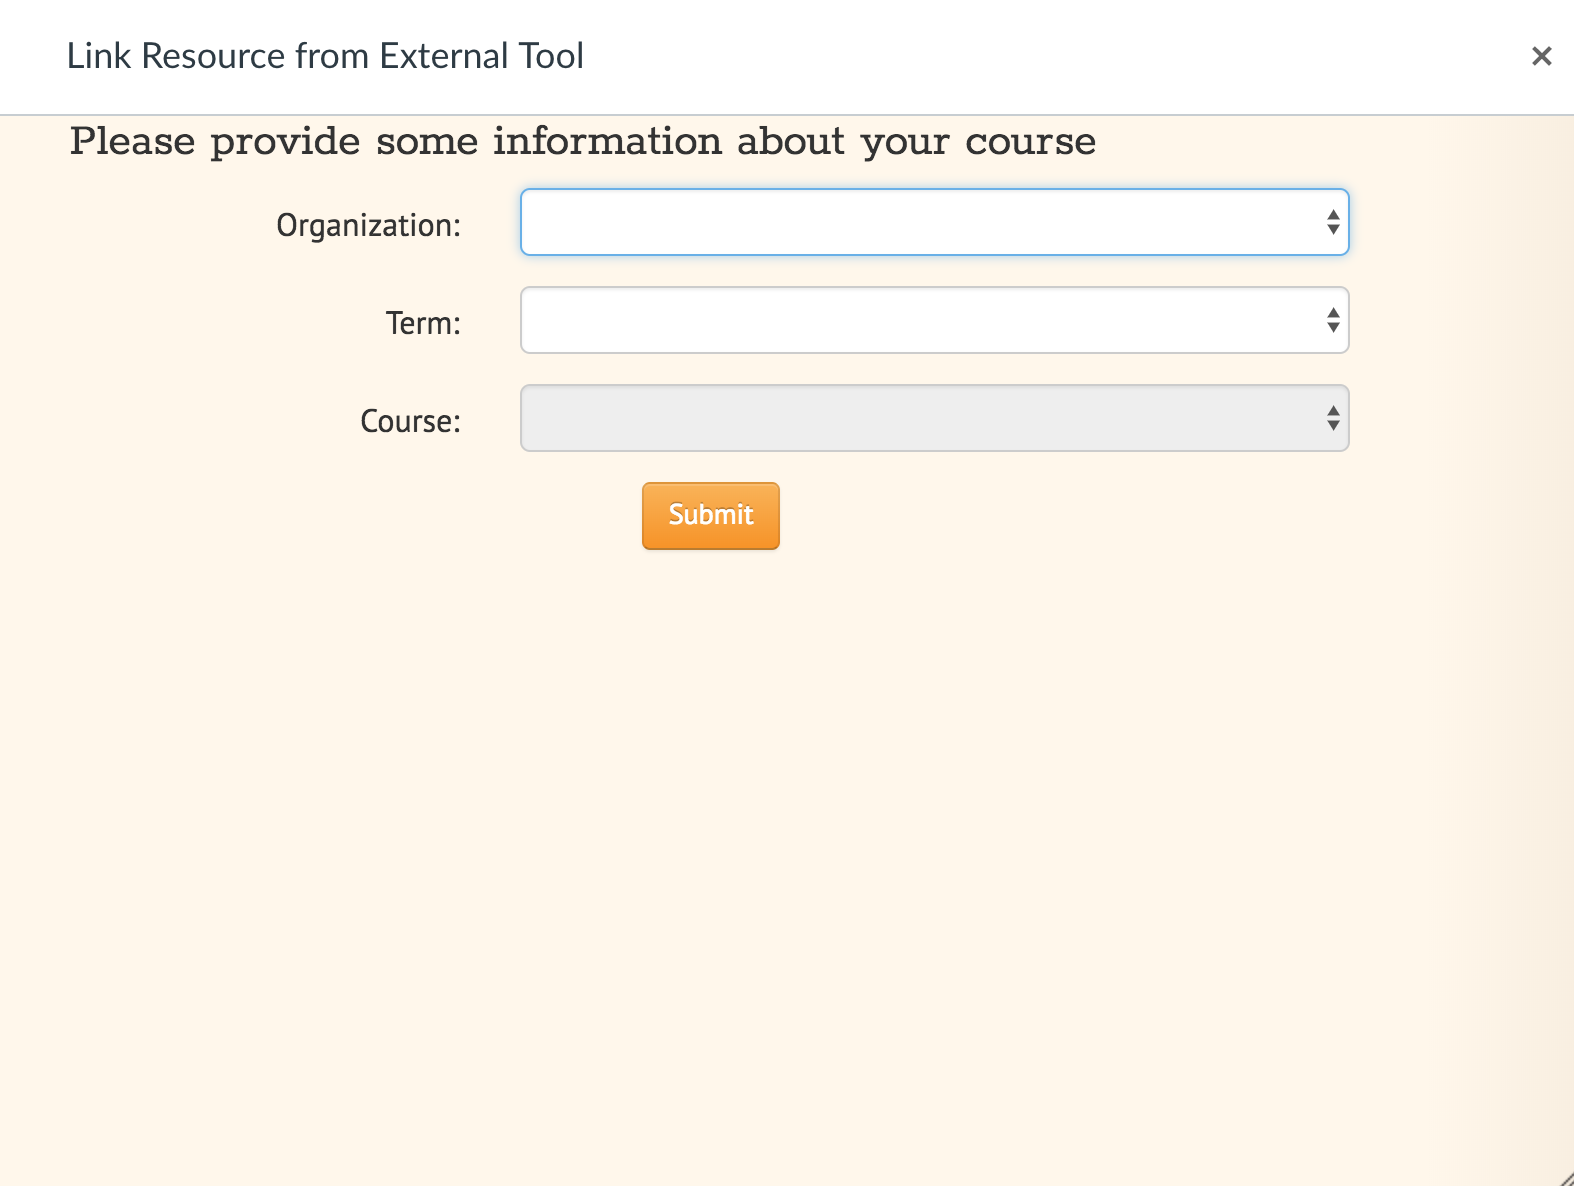 Link Resource from External Tool
Please provide some information about your course
Organization:
Term:
Course:
Submit